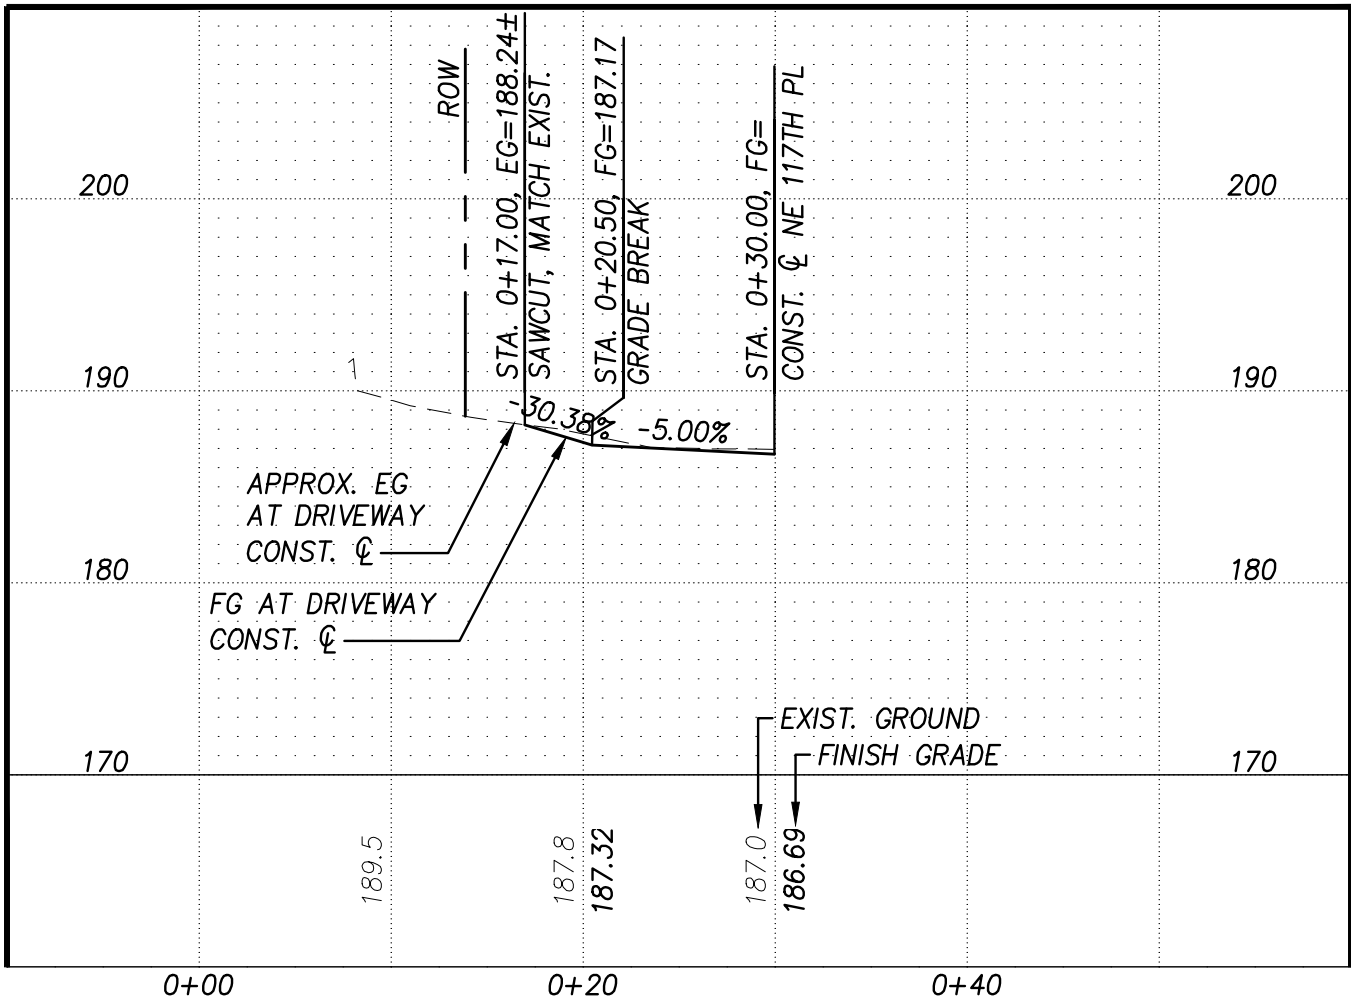 ROW
STA. 0+17.00, EG=188.24±
SAWCUT, MATCH EXIST.
STA. 0+20.50, FG=187.17
GRADE BREAK
STA. 0+30.00, FG=
CONST. ℄ NE 117TH PL
200
200
190
190
1
-30.38%
-5.00%
APPROX. EG
AT DRIVEWAY
CONST. ℄
180
180
FG AT DRIVEWAY
CONST. ℄
EXIST. GROUND
FINISH GRADE
170
170
189.5
187.8
187.32
187.0
186.69
0+00
0+20
0+40